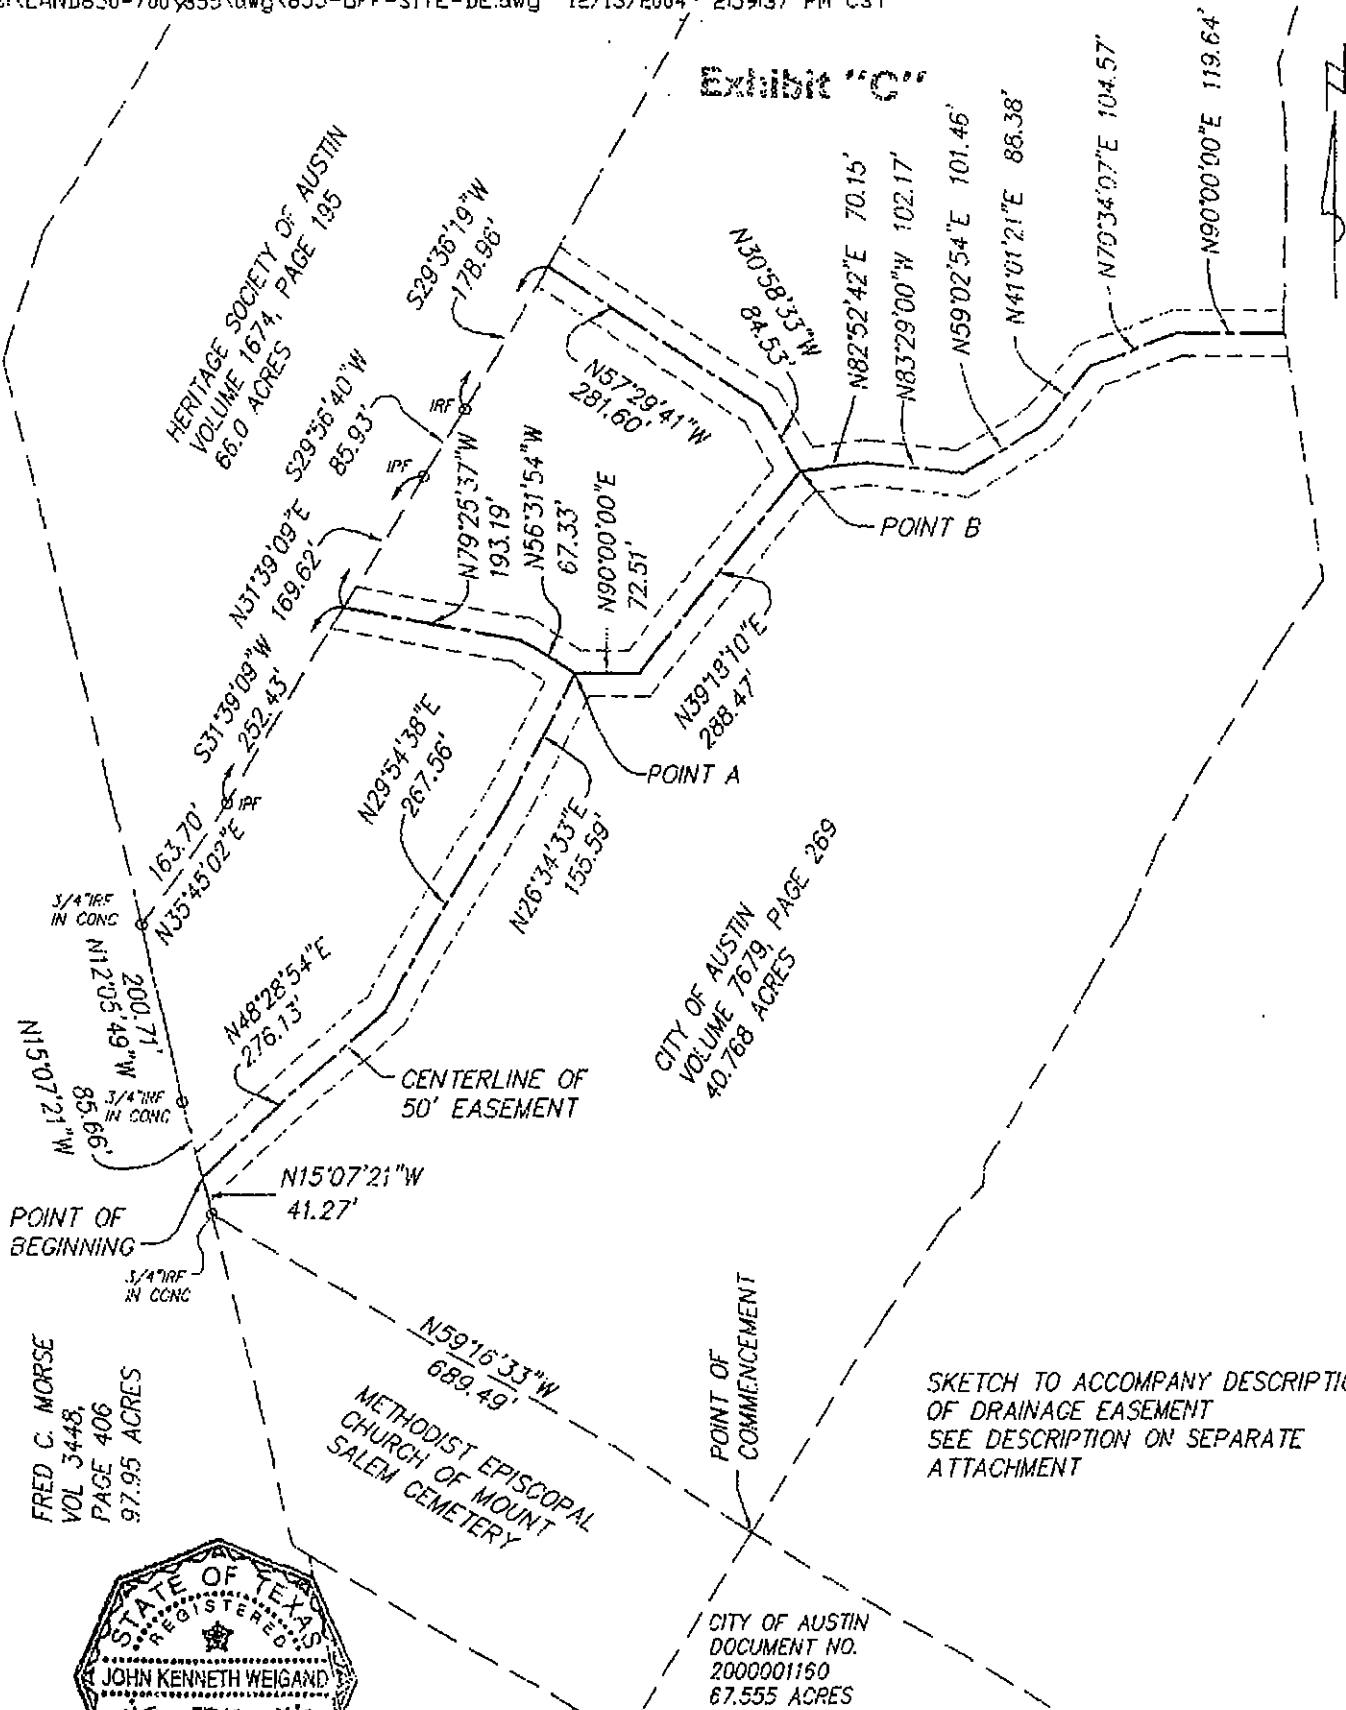 12/13/2004 2:59:37 PM CST
Exhibit "C"
HERITAGE SOCIETY OF AUSTIN
VOLUME 1674, PAGE 195
66.0 ACRES
S29°36'19"W
178.96'
S29°56'40"W
85.93'
IRF
IPF
N31°39'09"E
169.62'
S31°39'09"W
252.43'
IPF
163.70'
N35°45'02"E
3/4"IRF
IN CONC
200.71'
N12°05'49"W
3/4"IRF
IN CONC
85.66'
N15°07'21"W
N79°25'37"W
193.19'
N56°31'54"W
67.33'
N90°00'00"E
72.51'
N57°29'41"W
281.60'
N30°58'33"W
84.53'
N82°52'42"E 70.15'
N83°29'00"W 102.17'
N59°02'54"E 101.46'
N41°01'21"E 88.38'
N70°34'07"E 104.57'
N90°00'00"E 119.64'
POINT B
N39°18'10"E
288.47'
POINT A
N29°54'38"E
267.56'
N26°34'33"E
155.59'
N48°28'54"E
276.13'
CENTERLINE OF
50' EASEMENT
CITY OF AUSTIN
VOLUME 7679, PAGE 269
40.768 ACRES
N15°07'21"W
41.27'
POINT OF
BEGINNING
3/4"IRF
IN CONC
N59°16'33"W
689.49'
METHODIST EPISCOPAL
CHURCH OF MOUNT
SALEM CEMETERY
POINT OF
COMMENCEMENT
FRED C. MORSE
VOL 3448,
PAGE 406
97.95 ACRES
SKETCH TO ACCOMPANY DESCRIPTIO
OF DRAINAGE EASEMENT
SEE DESCRIPTION ON SEPARATE
ATTACHMENT
CITY OF AUSTIN
DOCUMENT NO.
2000001160
67.555 ACRES
STATE OF TEXAS
REGISTERED
JOHN KENNETH WEIGAND